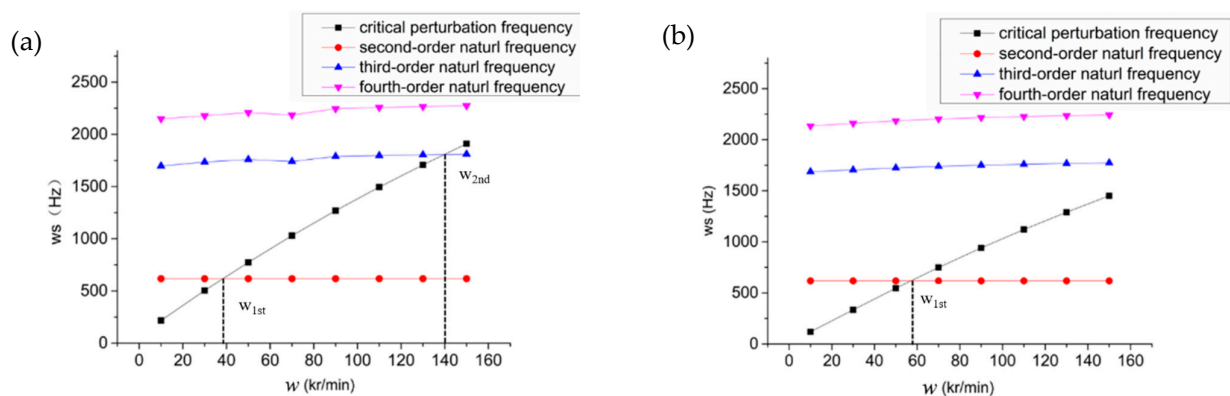 (a)
critical perturbation frequency
second-order naturl frequency
third-order naturl frequency
fourth-order naturl frequency
2500
2000
1500
1000
500
0
ws (Hz)
w1st
w2nd
0 20 40 60 80 100 120 140 160
w (kr/min)
(b)
critical perturbation frequency
second-order naturl frequency
third-order naturl frequency
fourth-order naturl frequency
2500
2000
1500
1000
500
0
ws (Hz)
w1st
0 20 40 60 80 100 120 140 160
w (kr/min)